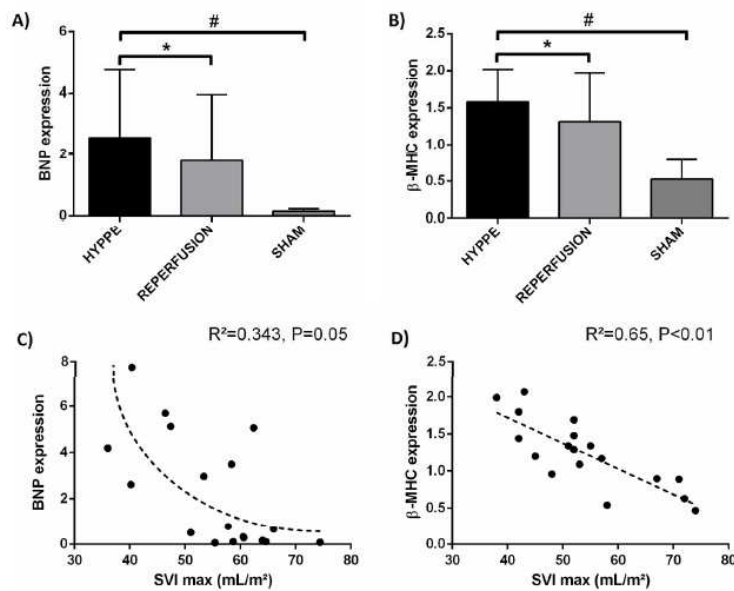 A)
#
*
BNP expression
6
4
2
0
HYPPE
REPERFUSION
SHAM
B)
#
*
β-MHC expression
2.5
2.0
1.5
1.0
0.5
0.0
HYPPE
REPERFUSION
SHAM
C)
R²=0.343, P=0.05
BNP expression
8
6
4
2
0
30 40 50 60 70 80
SVI max (mL/m²)
D)
R²=0.65, P<0.01
β-MHC expression
2.5
2.0
1.5
1.0
0.5
0.0
30 40 50 60 70 80
SVI max (mL/m²)